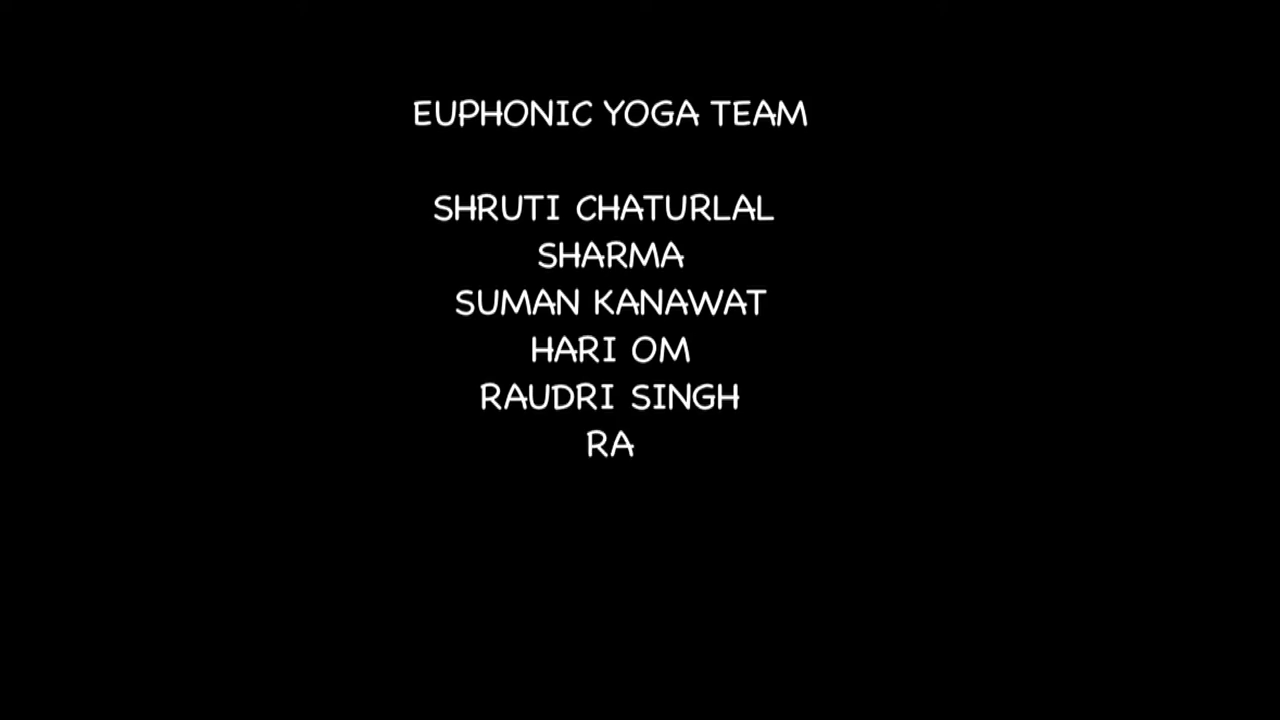 EUPHONIC YOGA TEAM
SHRUTI CHATURLAL
SHARMA
SUMAN KANAWAT
HARI OM
RAUDRI SINGH
RA